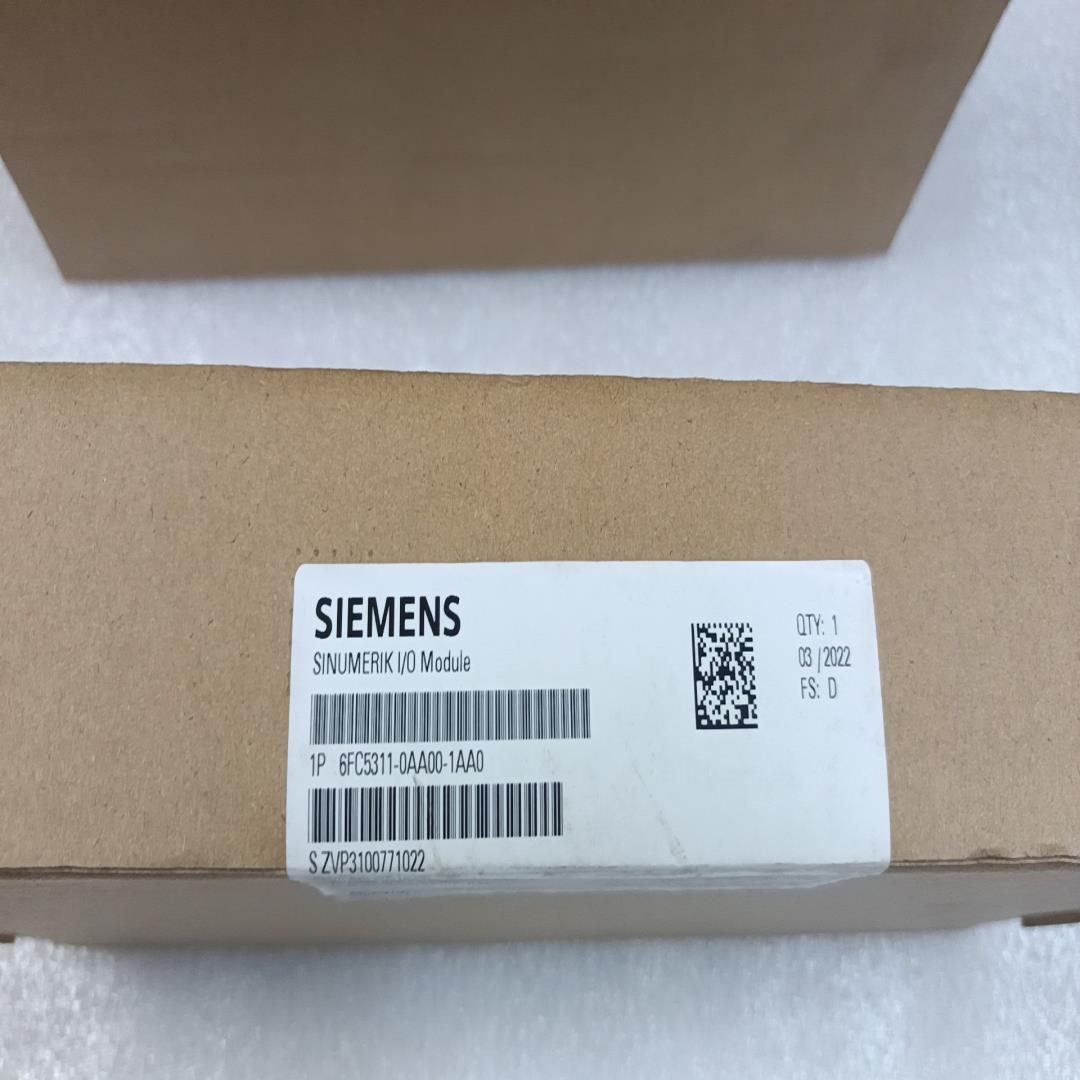 SIEMENS
SINUMERIK I/O Module
QTY: 1
03 / 2022
FS: D
1P 6FC5311-0AA00-1AA0
S ZVP3100771022